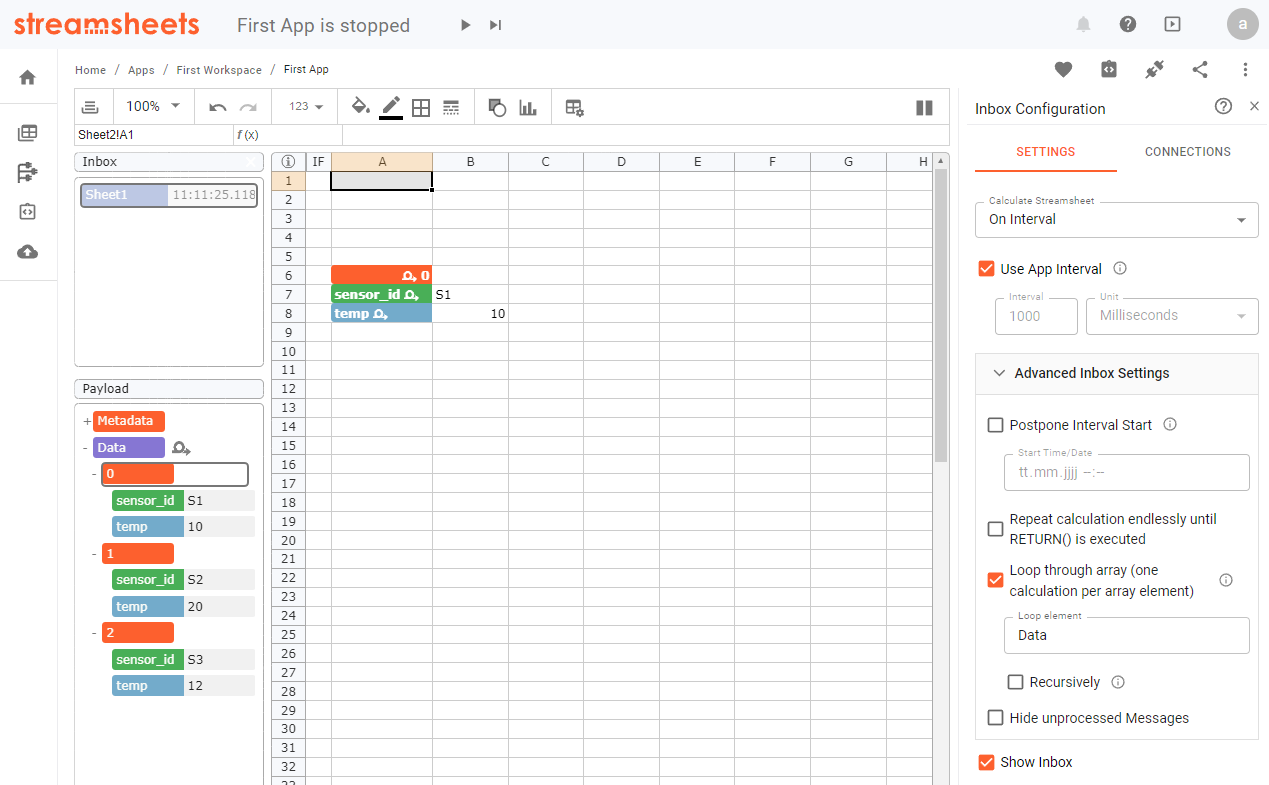 streamsheets
First App is stopped
a
Home / Apps / First Workspace / First App
100%
123
Sheet2!A1
f (x)
Inbox
Sheet1 11:11:25.118
Payload
+ Metadata
- Data
- 0
sensor_id S1
temp 10
- 1
sensor_id S2
temp 20
- 2
sensor_id S3
temp 12
IF A B C D E F G H
1
2
3
4
5
6 0
7 sensor_id S1
8 temp 10
9
10
11
12
13
14
15
16
17
18
19
20
21
22
23
24
25
26
27
28
29
30
31
32
33
Inbox Configuration
SETTINGS CONNECTIONS
Calculate Streamsheet
On Interval
Use App Interval
Interval
1000
Unit
Milliseconds
Advanced Inbox Settings
Postpone Interval Start
Start Time/Date
tt.mm.jjjj --:--
Repeat calculation endlessly until
RETURN() is executed
Loop through array (one
calculation per array element)
Loop element
Data
Recursively
Hide unprocessed Messages
Show Inbox